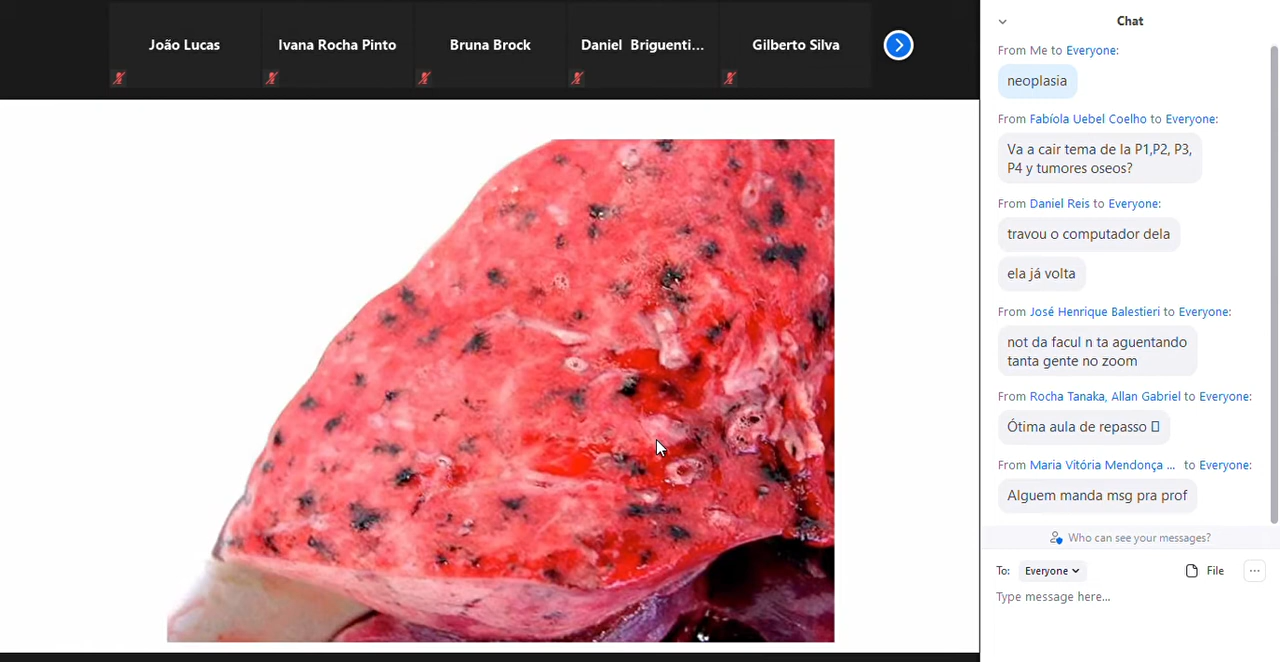 João Lucas
Ivana Rocha Pinto
Bruna Brock
Daniel Briguenti...
Gilberto Silva
Chat
From Me to Everyone:
neoplasia
From Fabíola Uebel Coelho to Everyone:
Va a cair tema de la P1,P2, P3,
P4 y tumores oseos?
From Daniel Reis to Everyone:
travou o computador dela
ela já volta
From José Henrique Balestieri to Everyone:
not da facul n ta aguentando
tanta gente no zoom
From Rocha Tanaka, Allan Gabriel to Everyone:
Ótima aula de repasso
From Maria Vitória Mendonça ... to Everyone:
Alguem manda msg pra prof
Who can see your messages?
To: Everyone File ...
Type message here...